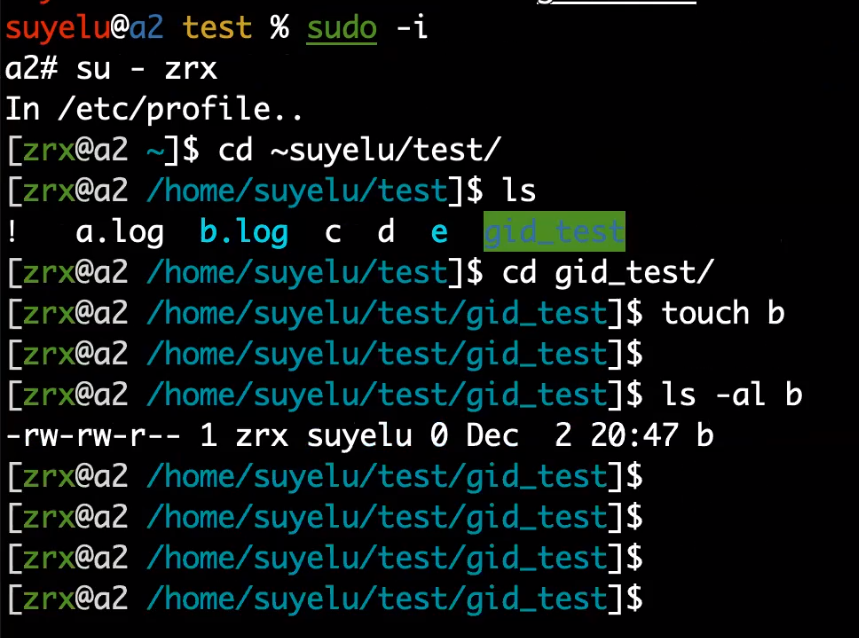 suyelu@a2 test % sudo -i
a2# su - zrx
In /etc/profile..
[zrx@a2 ~]$ cd ~suyelu/test/
[zrx@a2 /home/suyelu/test]$ ls
!   a.log  b.log  c  d  e  gid_test
[zrx@a2 /home/suyelu/test]$ cd gid_test/
[zrx@a2 /home/suyelu/test/gid_test]$ touch b
[zrx@a2 /home/suyelu/test/gid_test]$
[zrx@a2 /home/suyelu/test/gid_test]$ ls -al b
-rw-rw-r-- 1 zrx suyelu 0 Dec  2 20:47 b
[zrx@a2 /home/suyelu/test/gid_test]$
[zrx@a2 /home/suyelu/test/gid_test]$
[zrx@a2 /home/suyelu/test/gid_test]$
[zrx@a2 /home/suyelu/test/gid_test]$